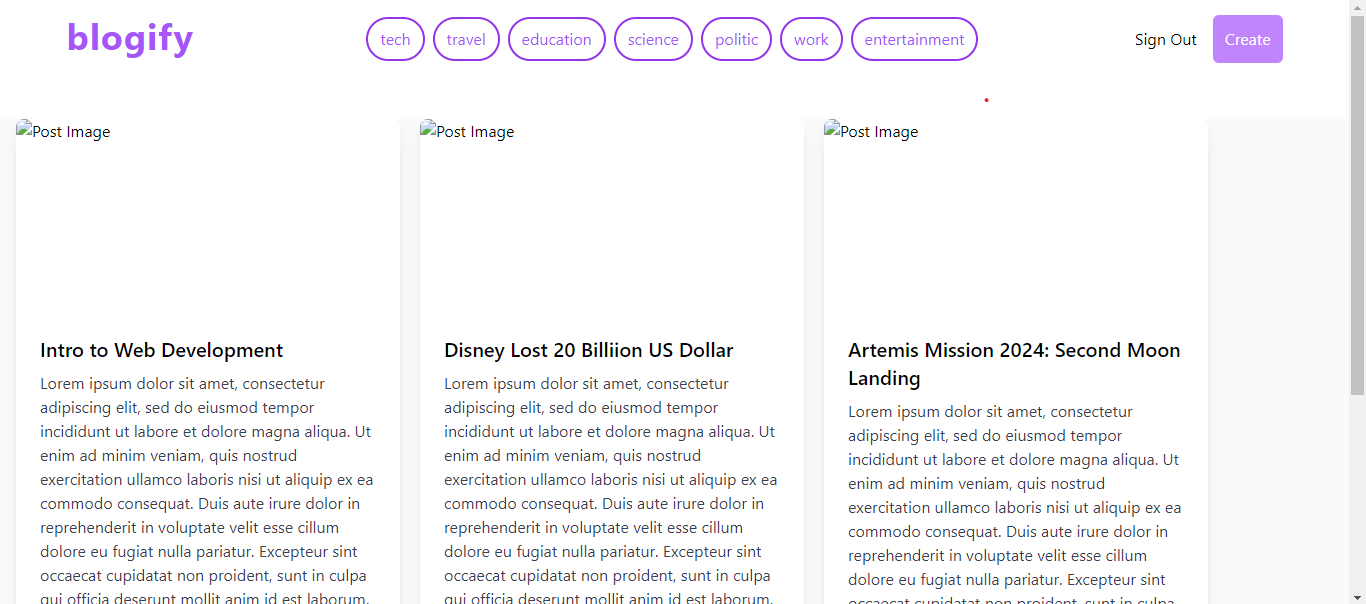 blogify
tech travel education science politic work entertainment
Sign Out Create
Post Image
Intro to Web Development
Lorem ipsum dolor sit amet, consectetur
adipiscing elit, sed do eiusmod tempor
incididunt ut labore et dolore magna aliqua. Ut
enim ad minim veniam, quis nostrud
exercitation ullamco laboris nisi ut aliquip ex ea
commodo consequat. Duis aute irure dolor in
reprehenderit in voluptate velit esse cillum
dolore eu fugiat nulla pariatur. Excepteur sint
occaecat cupidatat non proident, sunt in culpa
qui officia deserunt mollit anim id est laborum.
Post Image
Disney Lost 20 Billiion US Dollar
Lorem ipsum dolor sit amet, consectetur
adipiscing elit, sed do eiusmod tempor
incididunt ut labore et dolore magna aliqua. Ut
enim ad minim veniam, quis nostrud
exercitation ullamco laboris nisi ut aliquip ex ea
commodo consequat. Duis aute irure dolor in
reprehenderit in voluptate velit esse cillum
dolore eu fugiat nulla pariatur. Excepteur sint
occaecat cupidatat non proident, sunt in culpa
qui officia deserunt mollit anim id est laborum.
Post Image
Artemis Mission 2024: Second Moon
Landing
Lorem ipsum dolor sit amet, consectetur
adipiscing elit, sed do eiusmod tempor
incididunt ut labore et dolore magna aliqua. Ut
enim ad minim veniam, quis nostrud
exercitation ullamco laboris nisi ut aliquip ex ea
commodo consequat. Duis aute irure dolor in
reprehenderit in voluptate velit esse cillum
dolore eu fugiat nulla pariatur. Excepteur sint
occaecat cupidatat non proident, sunt in culpa